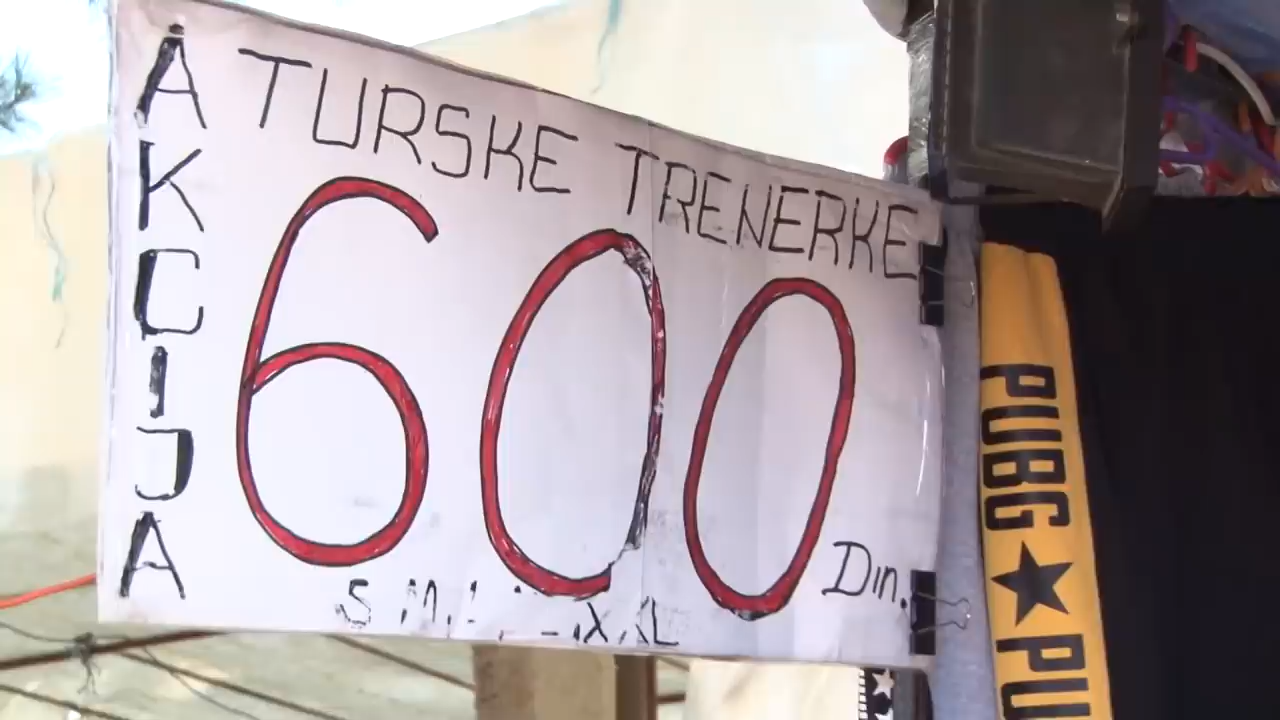 AKCIJA
TURSKE TRENERKE
600
Din.
S
PUBG★PU